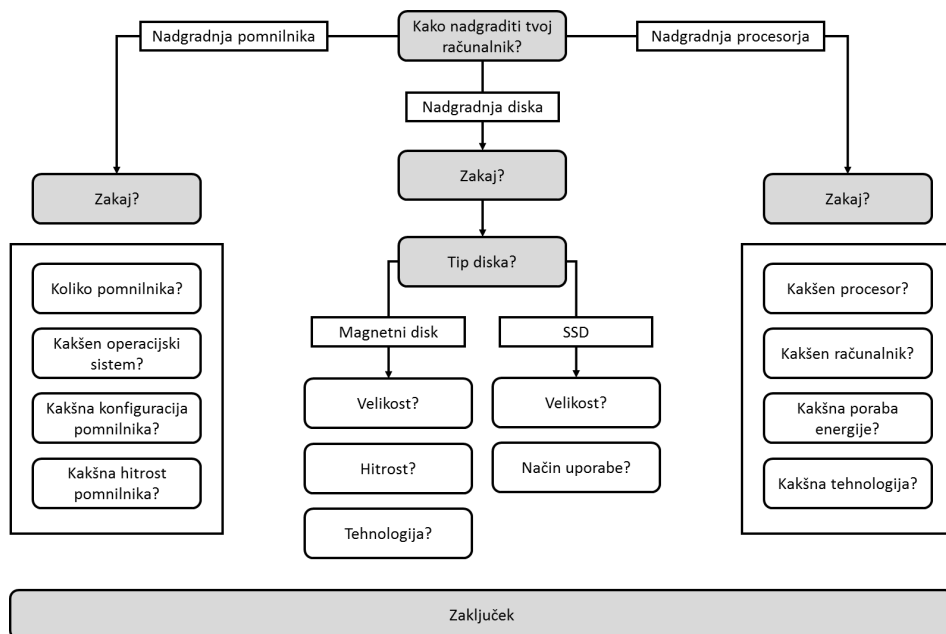 Kako nadgraditi tvoj
računalnik?
Nadgradnja pomnilnika
Nadgradnja procesorja
Nadgradnja diska
Zakaj?
Zakaj?
Zakaj?
Tip diska?
Koliko pomnilnika?
Kakšen operacijski
sistem?
Kakšna konfiguracija
pomnilnika?
Kakšna hitrost
pomnilnika?
Magnetni disk
Velikost?
Hitrost?
Tehnologija?
SSD
Velikost?
Način uporabe?
Kakšen procesor?
Kakšen računalnik?
Kakšna poraba
energije?
Kakšna tehnologija?
Zaključek